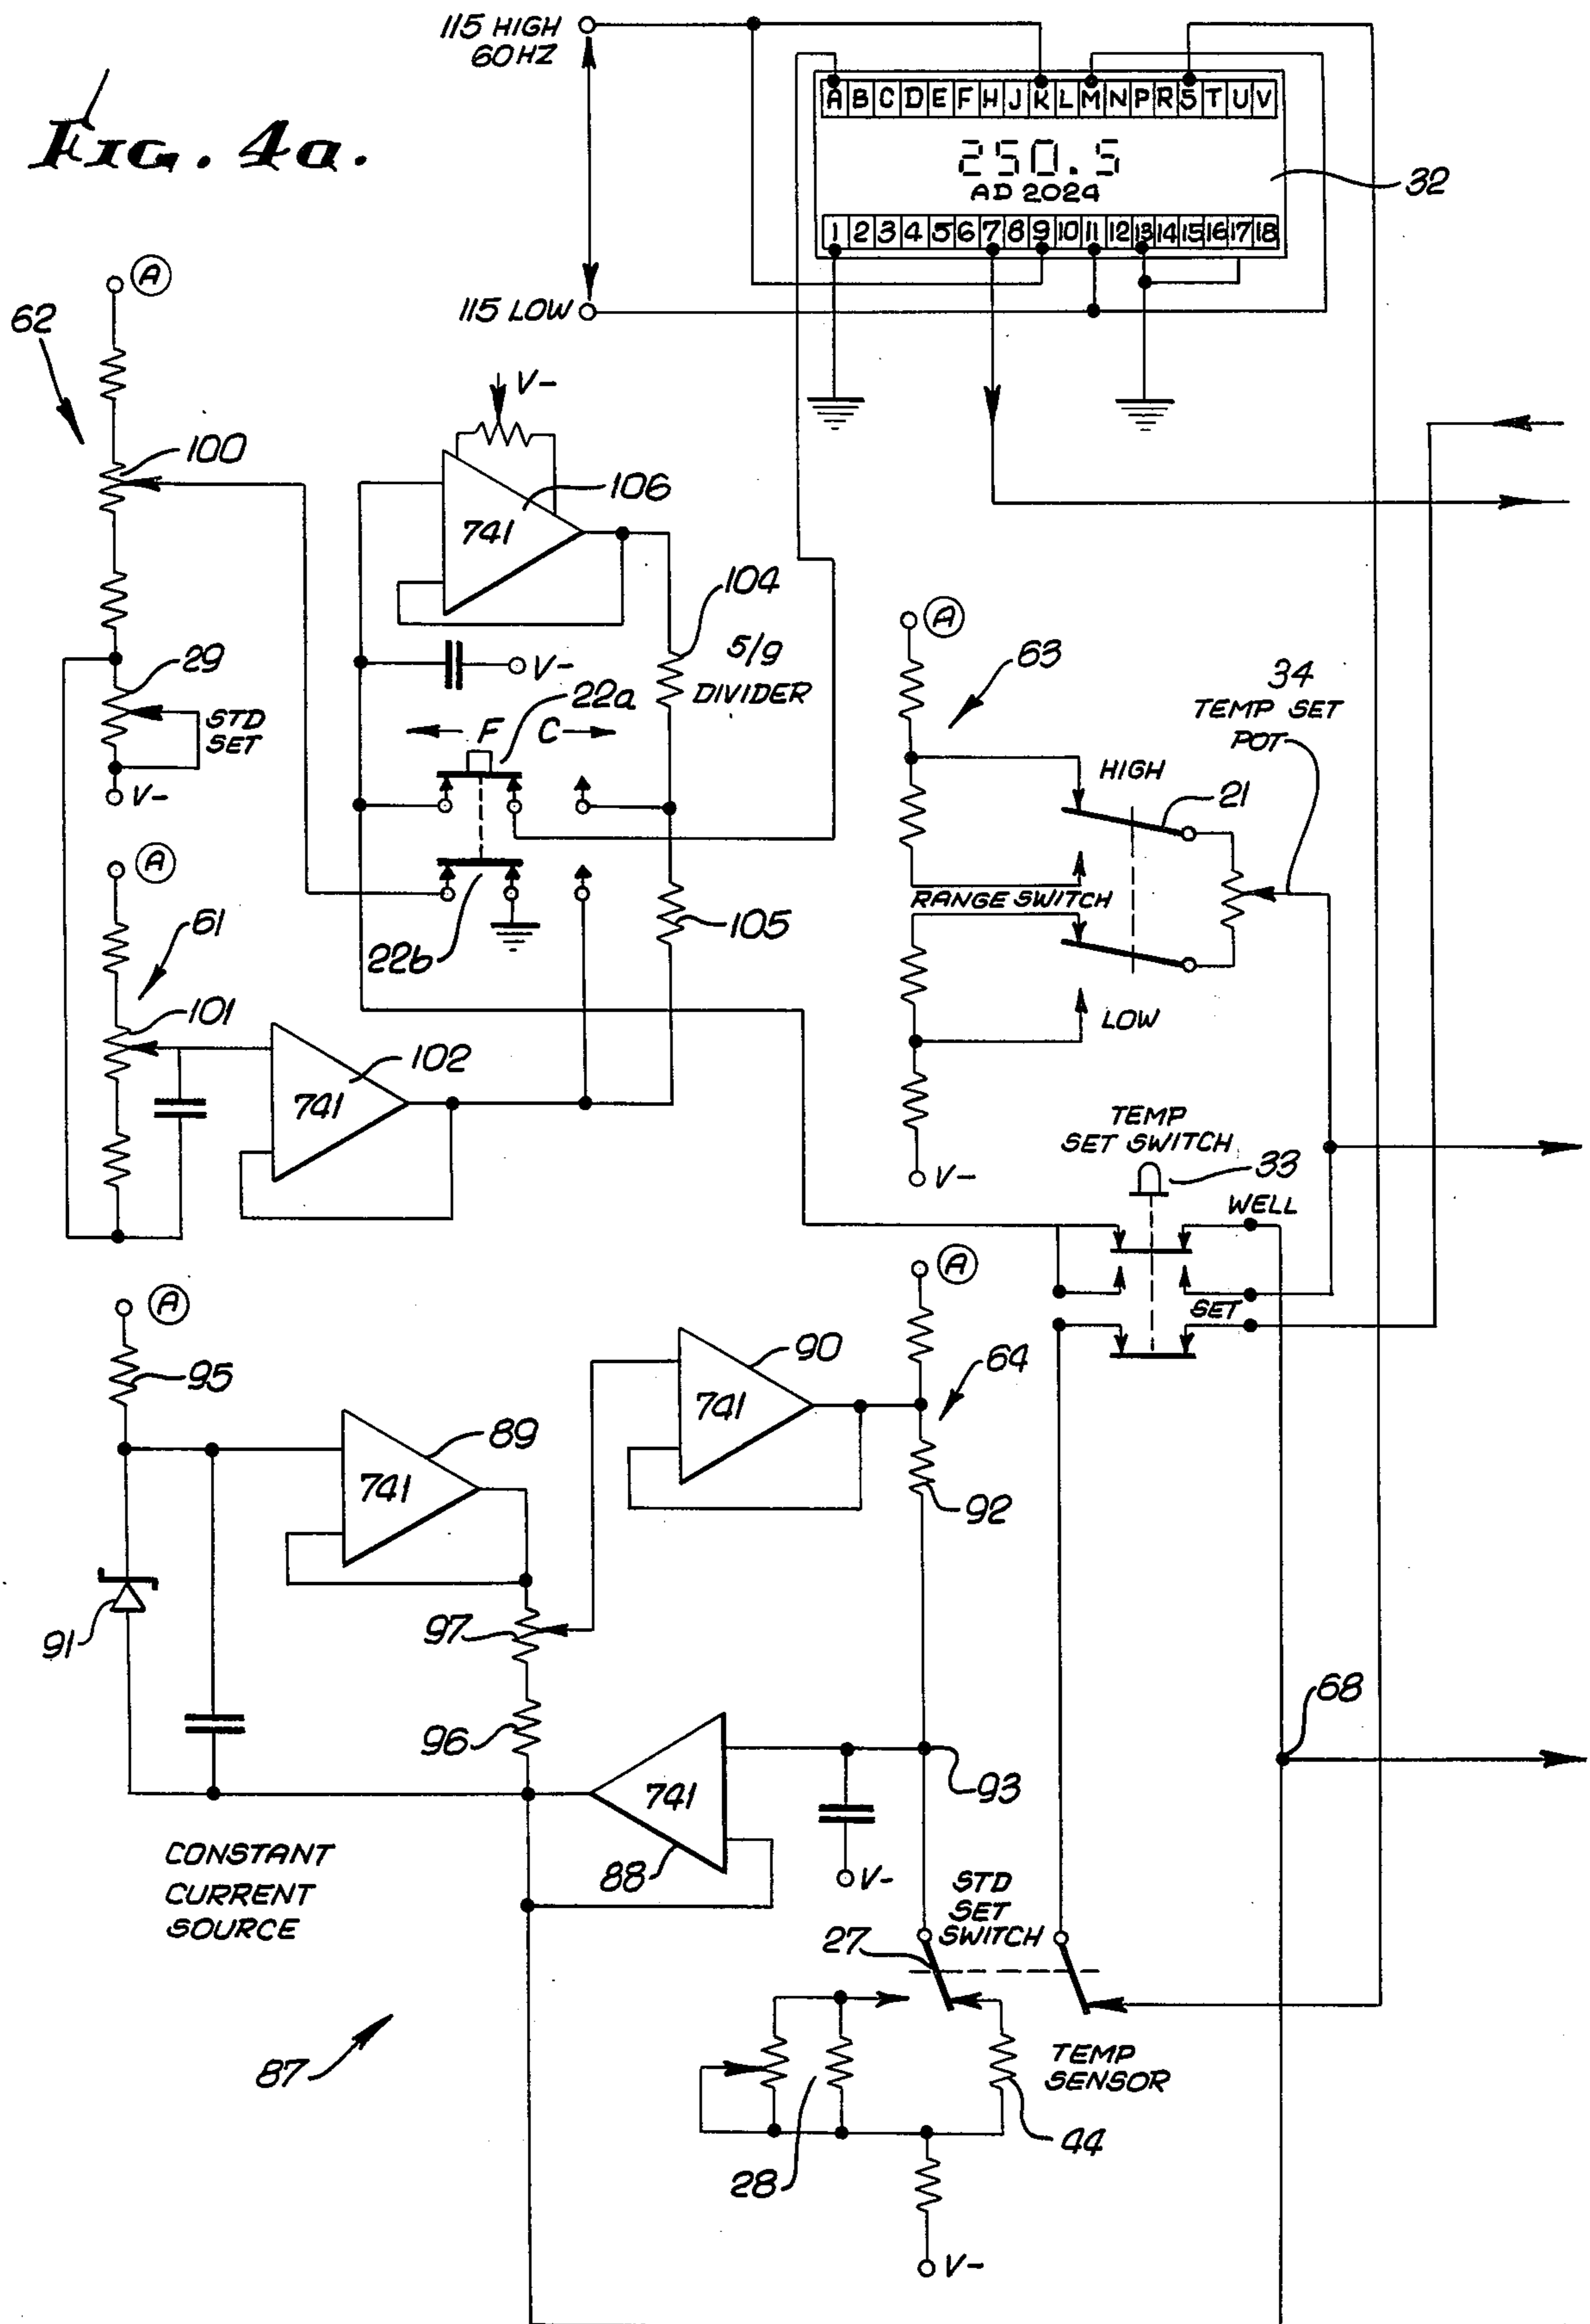 FIG. 4a.
115 HIGH
60 HZ
A B C D E F H J K L M N P R S T U V
250.5
AD 2024
1 2 3 4 5 6 7 8 9 10 11 12 13 14 15 16 17 18
32
115 LOW
A
62
100
29
STD
SET
V-
V-
106
741
104
5/9
DIVIDER
V-
22a
F C
22b
105
A
61
101
102
741
A
63
34
TEMP SET
POT
HIGH
21
RANGE SWITCH
LOW
V-
TEMP
SET SWITCH
33
WELL
SET
A
95
89
741
91
97
96
90
741
A
64
92
68
741
88
93
V-
CONSTANT
CURRENT
SOURCE
STD
SET
SWITCH
27
87
28
TEMP
SENSOR
44
V-